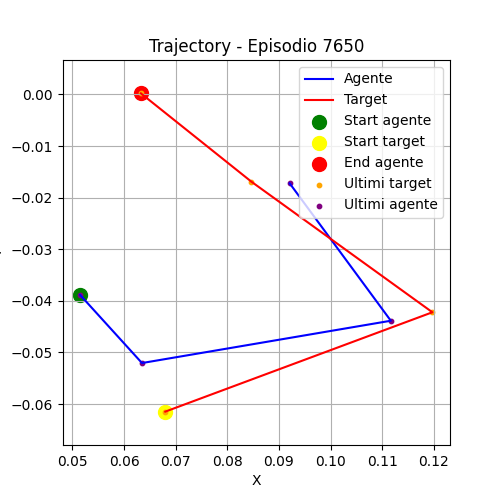 Trajectory - Episodio 7650
Agente
Target
Start agente
Start target
End agente
Ultimi target
Ultimi agente
0.00
−0.01
−0.02
−0.03
−0.04
−0.05
−0.06
0.05 0.06 0.07 0.08 0.09 0.10 0.11 0.12
X